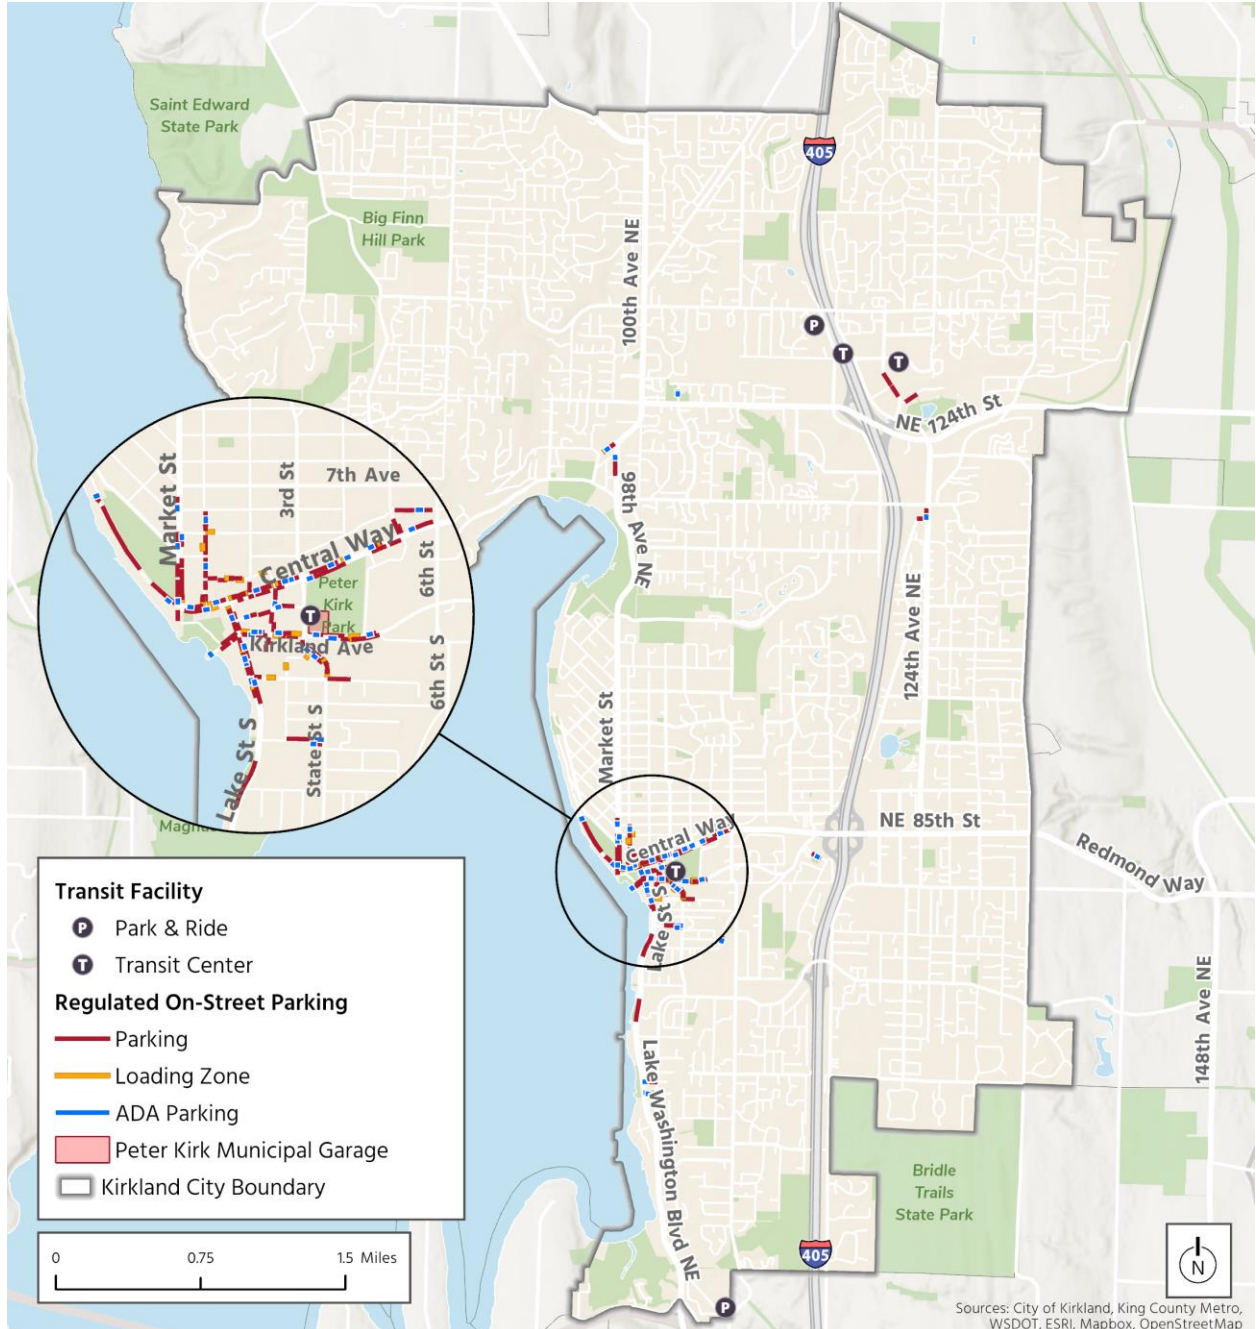 Saint Edward
State Park
Big Finn
Hill Park
405
100th Ave NE
P
T
T
NE 124th St
98th Ave NE
124th Ave NE
Market St
3rd St
7th Ave
Central Way
6th St
Peter
Kirk
Park
T
Kirkland Ave
6th St S
State St S
Lake St S
Market St
Central Way
T
Lake St S
NE 85th St
Redmond Way
148th Ave NE
Lake Washington Blvd NE
Bridle
Trails
State Park
405
P
Transit Facility
P Park & Ride
T Transit Center
Regulated On-Street Parking
Parking
Loading Zone
ADA Parking
Peter Kirk Municipal Garage
Kirkland City Boundary
0 0.75 1.5 Miles
N
Sources: City of Kirkland, King County Metro,
WSDOT, ESRI, Mapbox, OpenStreetMap